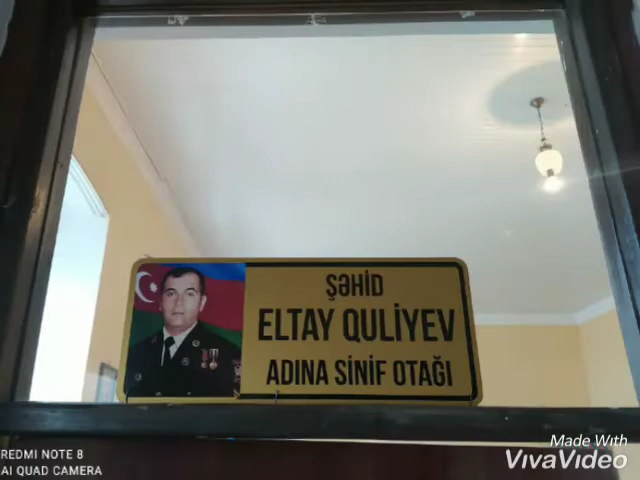 ŞƏHİD
ELTAY QULİYEV
ADINA SİNİF OTAĞI
REDMI NOTE 8
AI QUAD CAMERA
Made With
VivaVideo